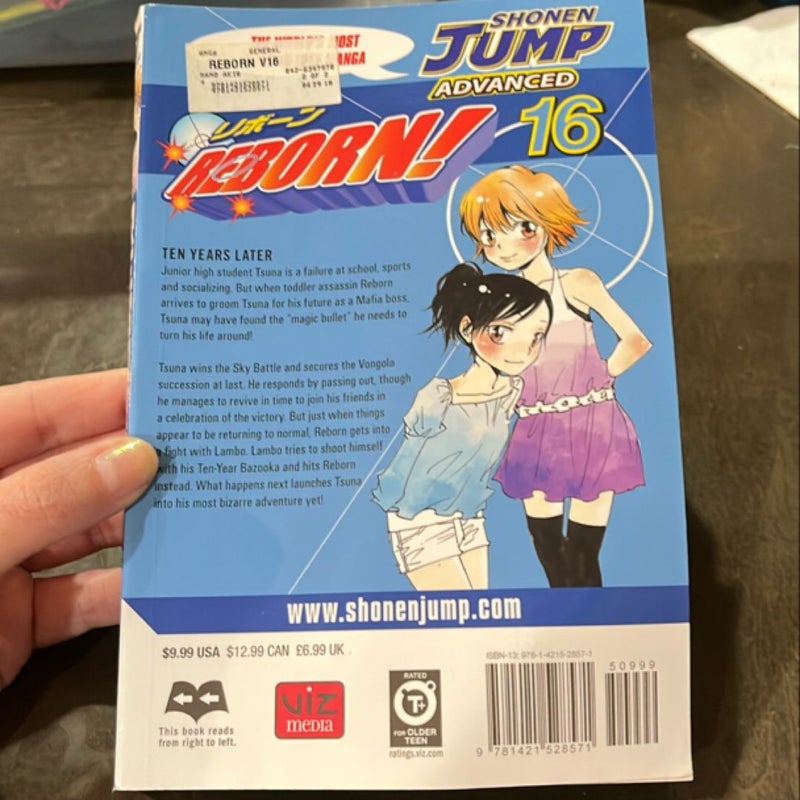 THE WORLD'S MOST
MANGA
MNGA GENERAL
REBORN V16
2 OF 2
9781421528571
SHONEN
JUMP
ADVANCED
16
リボーン
REBORN!
TEN YEARS LATER
Junior high student Tsuna is a failure at school, sports
and socializing. But when toddler assassin Reborn
arrives to groom Tsuna for his future as a Mafia boss,
Tsuna may have found the "magic bullet" he needs to
turn his life around!
Tsuna wins the Sky Battle and secures the Vongola
succession at last. He responds by passing out, though
he manages to revive in time to join his friends in
a celebration of the victory. But just when things
appear to be returning to normal, Reborn gets into
a fight with Lambo. Lambo tries to shoot himself
with his Ten-Year Bazooka and hits Reborn
instead. What happens next launches Tsuna
into his most bizarre adventure yet!
www.shonenjump.com
$9.99 USA $12.99 CAN £6.99 UK
This book reads
from right to left.
viz
media
RATED
T+
FOR OLDER
TEEN
ratings.viz.com
ISBN-13: 978-1-4215-2857-1
50999
9 781421 528571